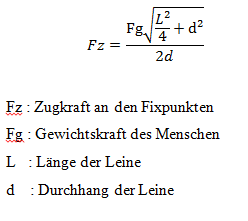 Fz = Fg√(L²/4 + d²) / 2d
Fz : Zugkraft an den Fixpunkten
Fg : Gewichtskraft des Menschen
L : Länge der Leine
d : Durchhang der Leine